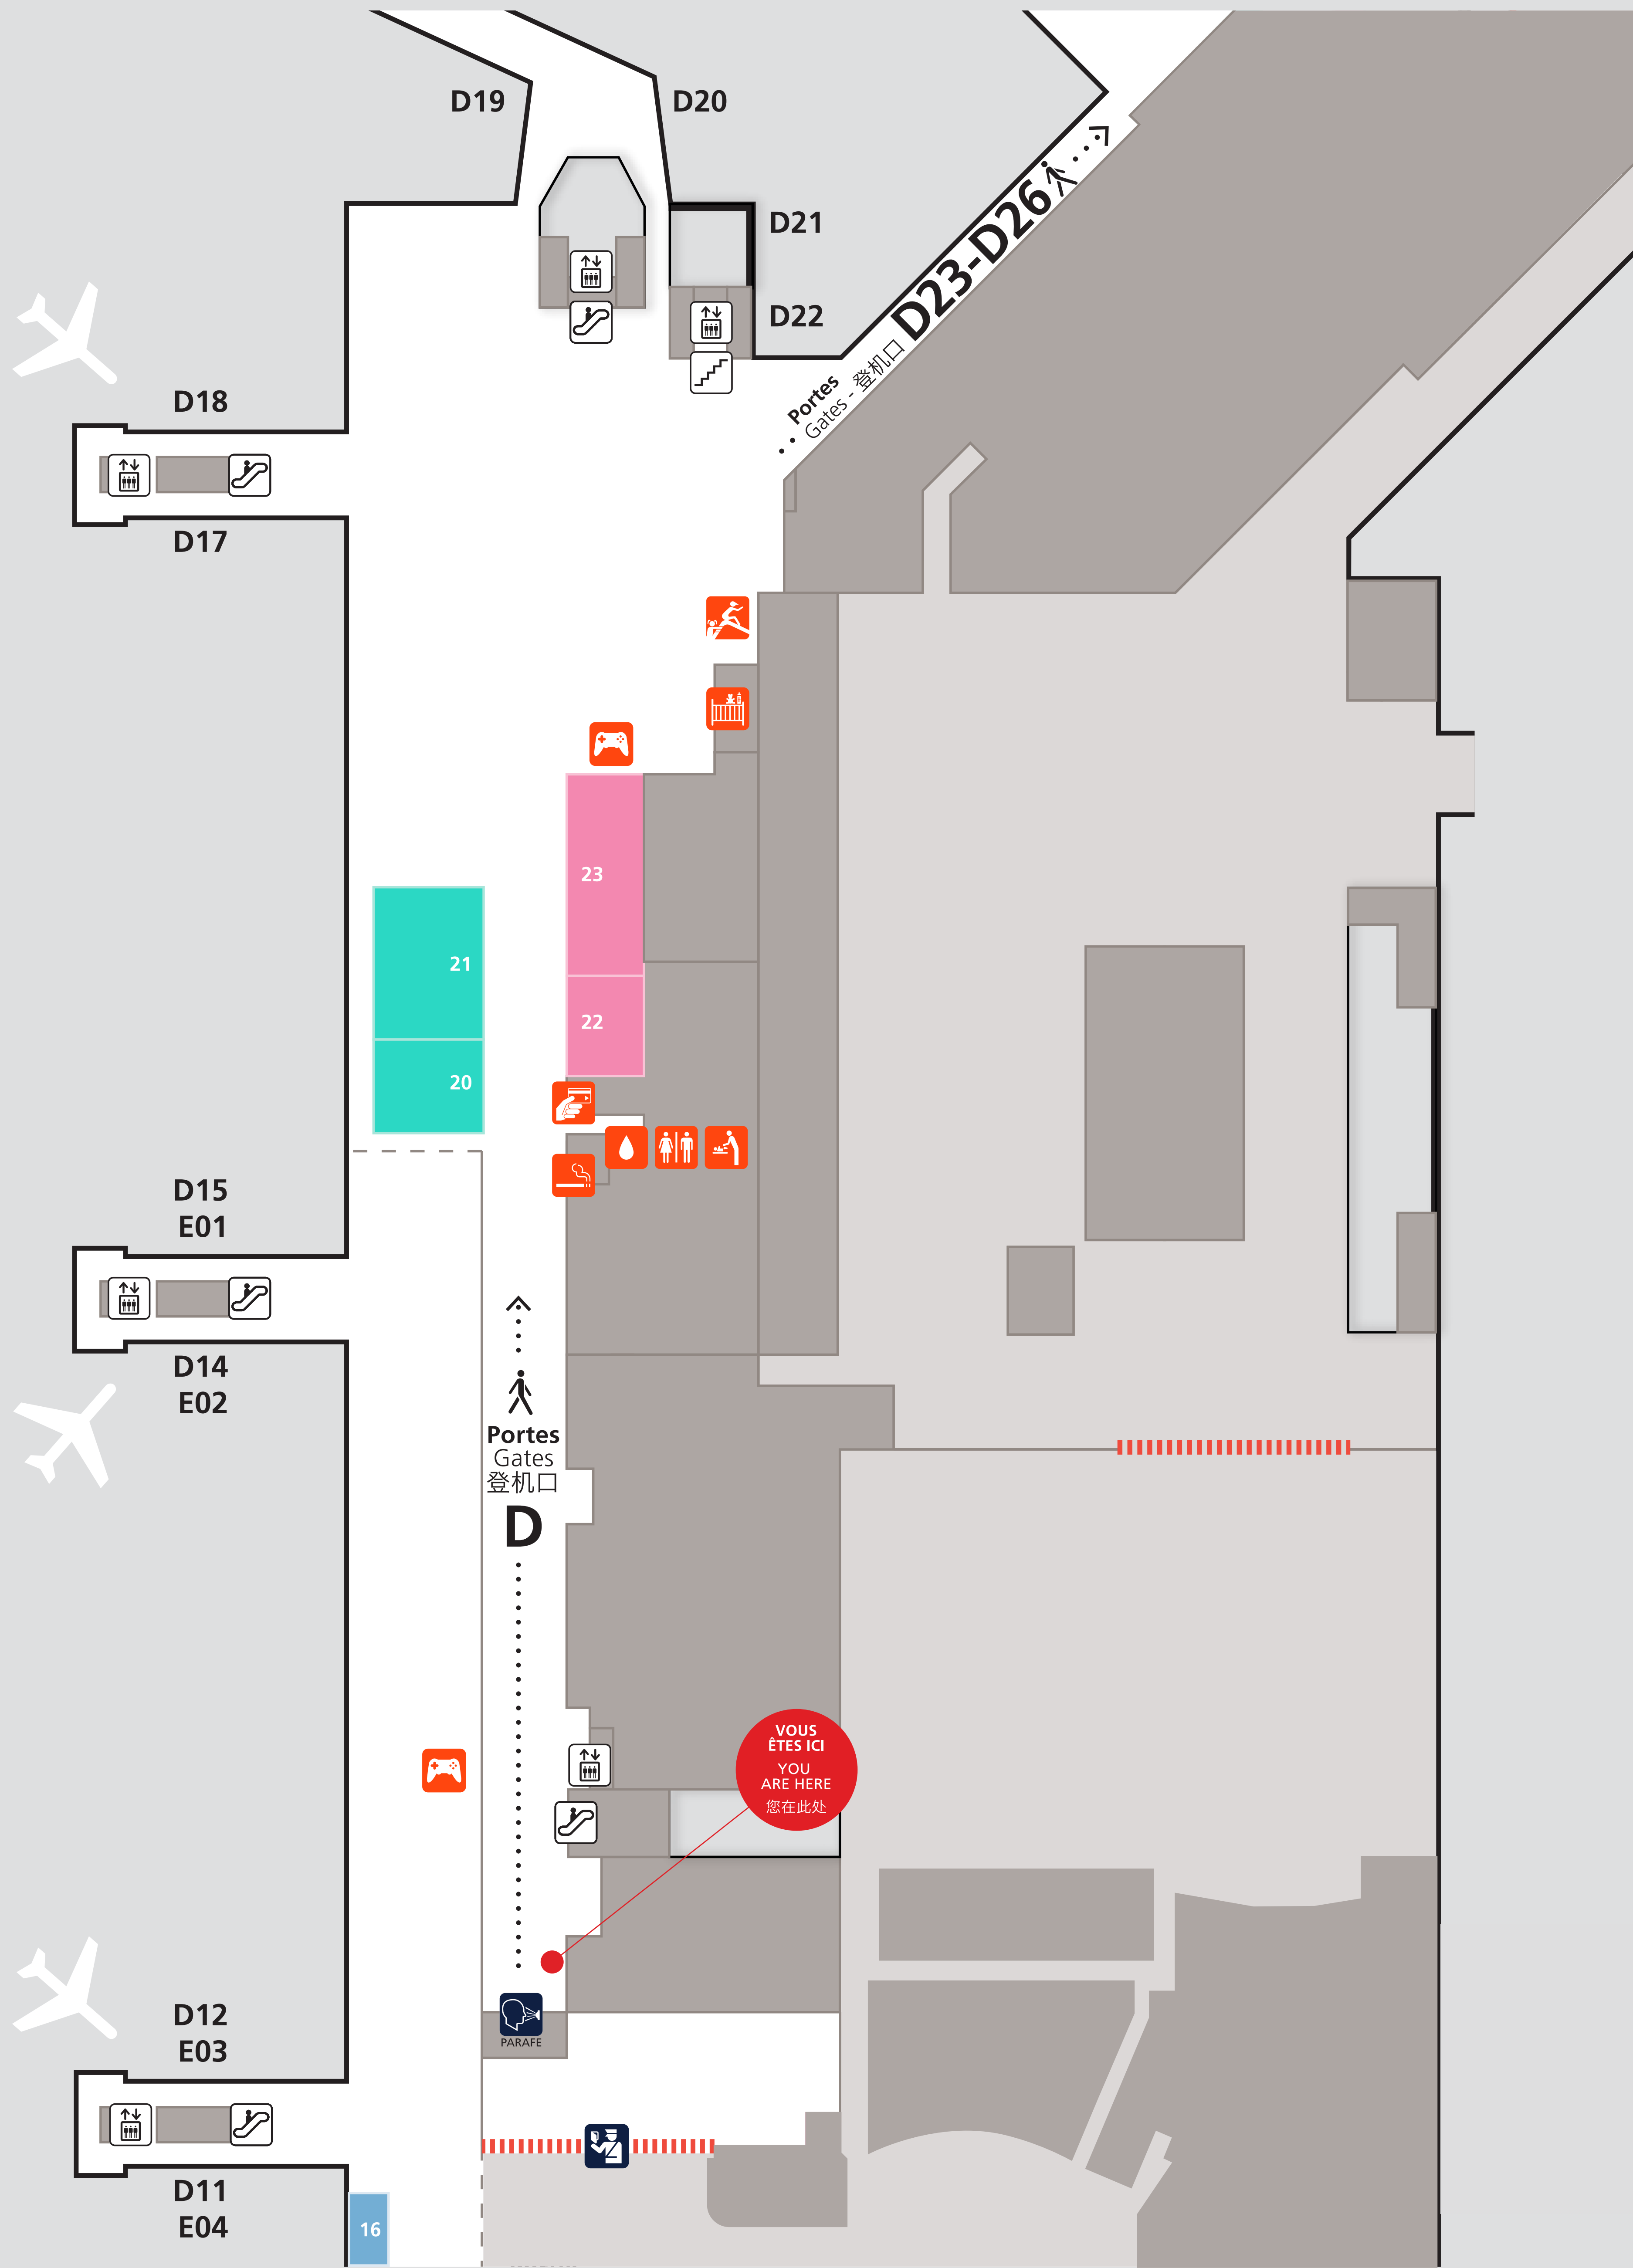 D19
D20
D21
D22
Portes
Gates - 登机口
D23-D26
D18
D17
23
21
22
20
D15
E01
D14
E02
Portes
Gates
登机口
D
VOUS
ÊTES ICI
YOU
ARE HERE
您在此处
PARAFE
D12
E03
D11
E04
16